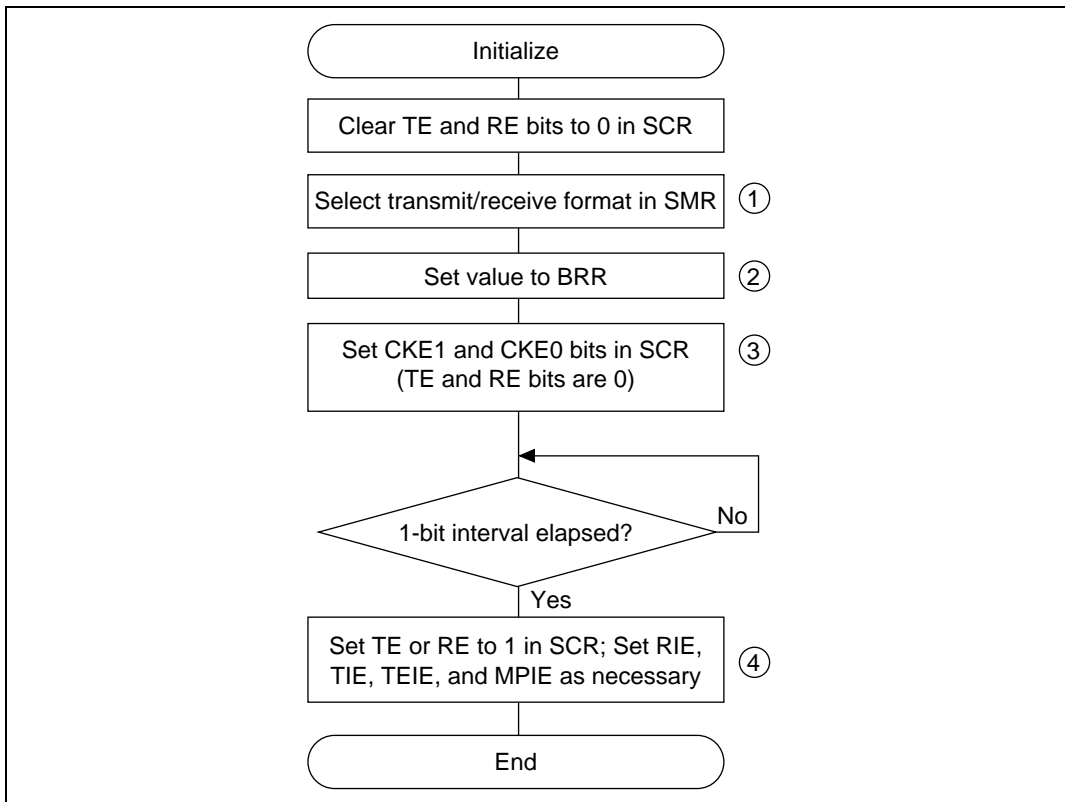 Initialize
Clear TE and RE bits to 0 in SCR
Select transmit/receive format in SMR
1
Set value to BRR
2
Set CKE1 and CKE0 bits in SCR
(TE and RE bits are 0)
3
1-bit interval elapsed?
No
Yes
Set TE or RE to 1 in SCR; Set RIE,
TIE, TEIE, and MPIE as necessary
4
End